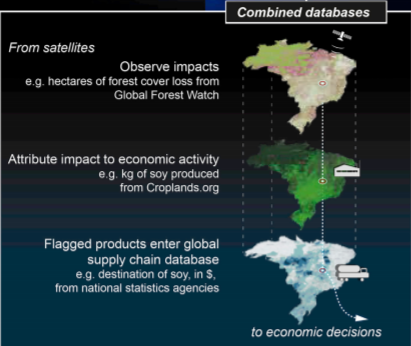 Combined databases
From satellites
Observe impacts
e.g. hectares of forest cover loss from
Global Forest Watch
Attribute impact to economic activity
e.g. kg of soy produced
from Croplands.org
Flagged products enter global
supply chain database
e.g. destination of soy, in $,
from national statistics agencies
to economic decisions